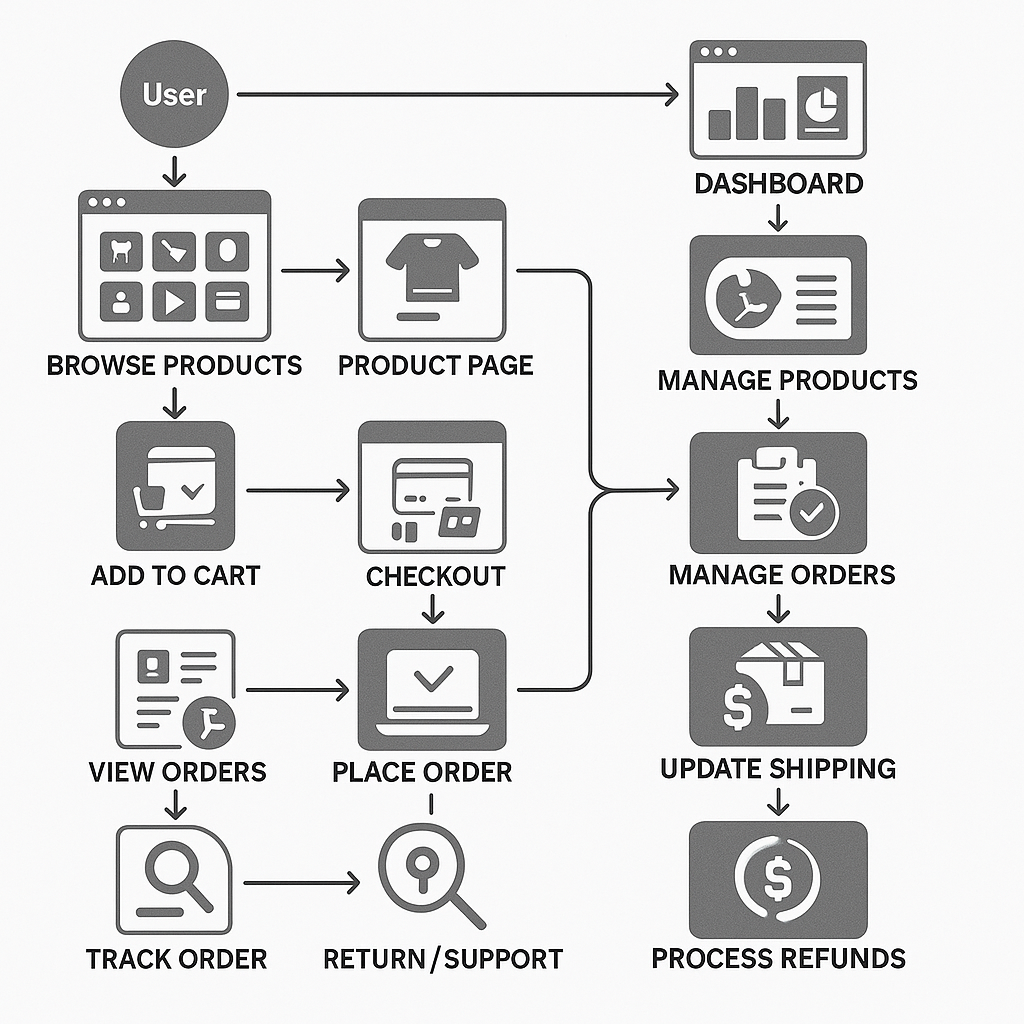 User
DASHBOARD
BROWSE PRODUCTS
PRODUCT PAGE
MANAGE PRODUCTS
ADD TO CART
CHECKOUT
MANAGE ORDERS
VIEW ORDERS
PLACE ORDER
UPDATE SHIPPING
$
TRACK ORDER
RETURN/SUPPORT
PROCESS REFUNDS
$